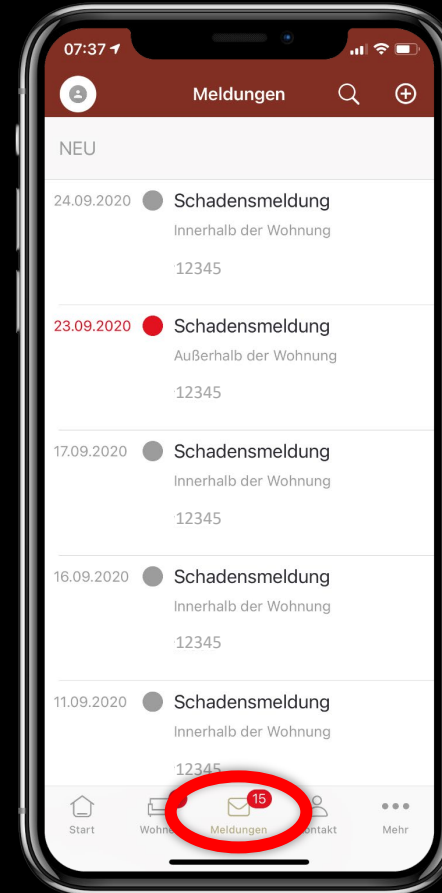 07:37
Meldungen
NEU
24.09.2020 Schadensmeldung
Innerhalb der Wohnung
12345
23.09.2020 Schadensmeldung
Außerhalb der Wohnung
12345
17.09.2020 Schadensmeldung
Innerhalb der Wohnung
12345
16.09.2020 Schadensmeldung
Innerhalb der Wohnung
12345
11.09.2020 Schadensmeldung
Innerhalb der Wohnung
12345
15
Start Meldungen Mehr